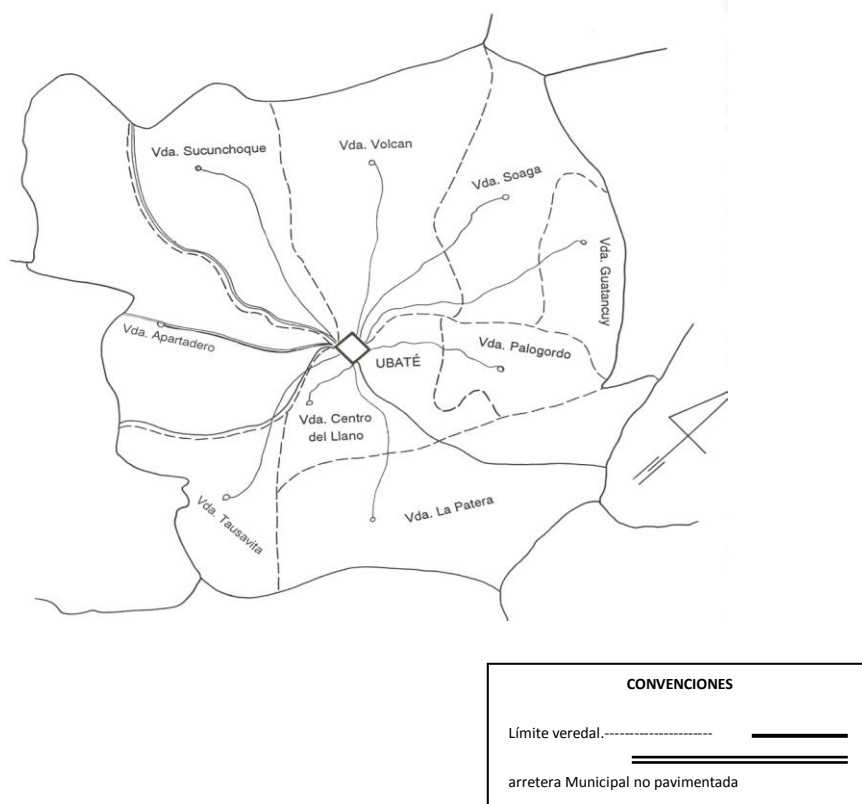 Vda. Sucunchoque
Vda. Volcan
Vda. Soaga
Vda. Guatancuy
Vda. Apartadero
UBATÉ
Vda. Palogordo
Vda. Centro
del Llano
Vda. Tausavita
Vda. La Patera
CONVENCIONES
Límite veredal.----------------------
arretera Municipal no pavimentada